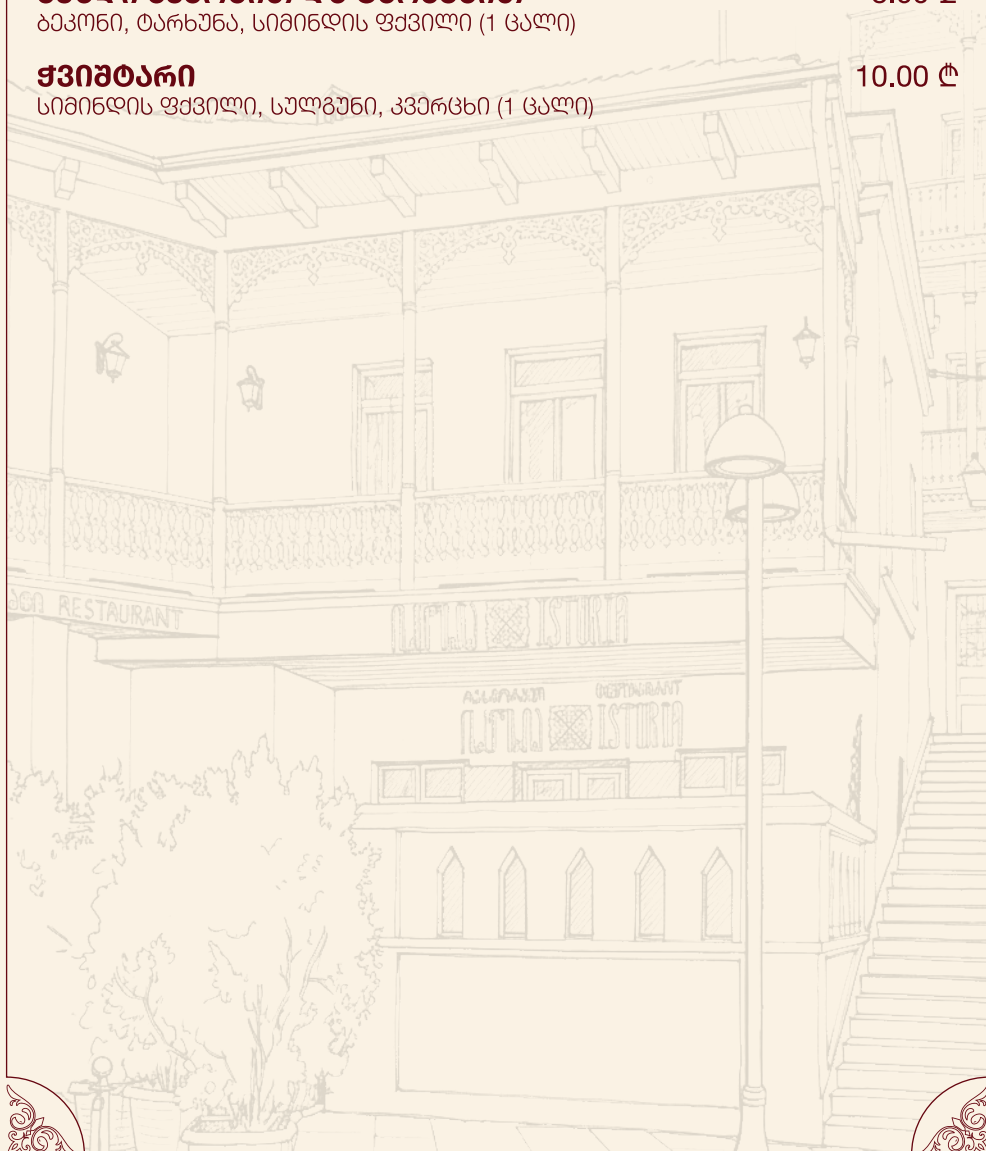 ბეკონი, ტარხუნა, სიმინდის ფქვილი (1 ცალი)
ჭვიშტარი
10.00 ₾
სიმინდის ფქვილი, სულგუნი, კვერცხი (1 ცალი)
RESTAURANT
ISTORIA
რესტორანი
RESTAURANT
ISTORIA